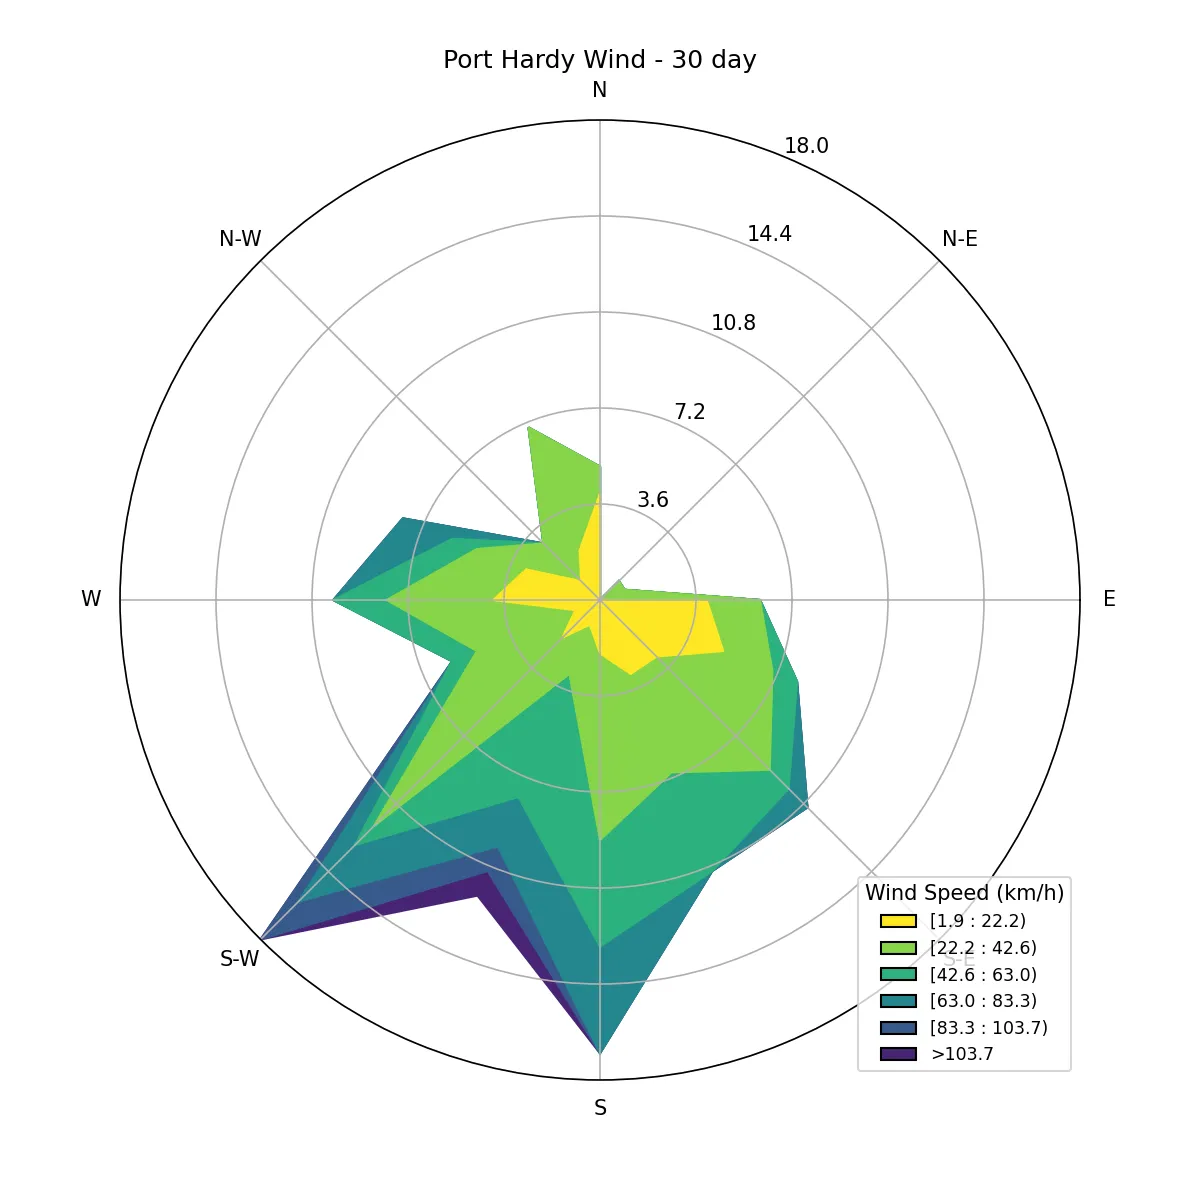 Port Hardy Wind - 30 day
N
18.0
14.4
N-W
N-E
10.8
7.2
3.6
W
E
Wind Speed (km/h)
[1.9 : 22.2)
[22.2 : 42.6)
S-W
S-E
[42.6 : 63.0)
[63.0 : 83.3)
[83.3 : 103.7)
>103.7
S